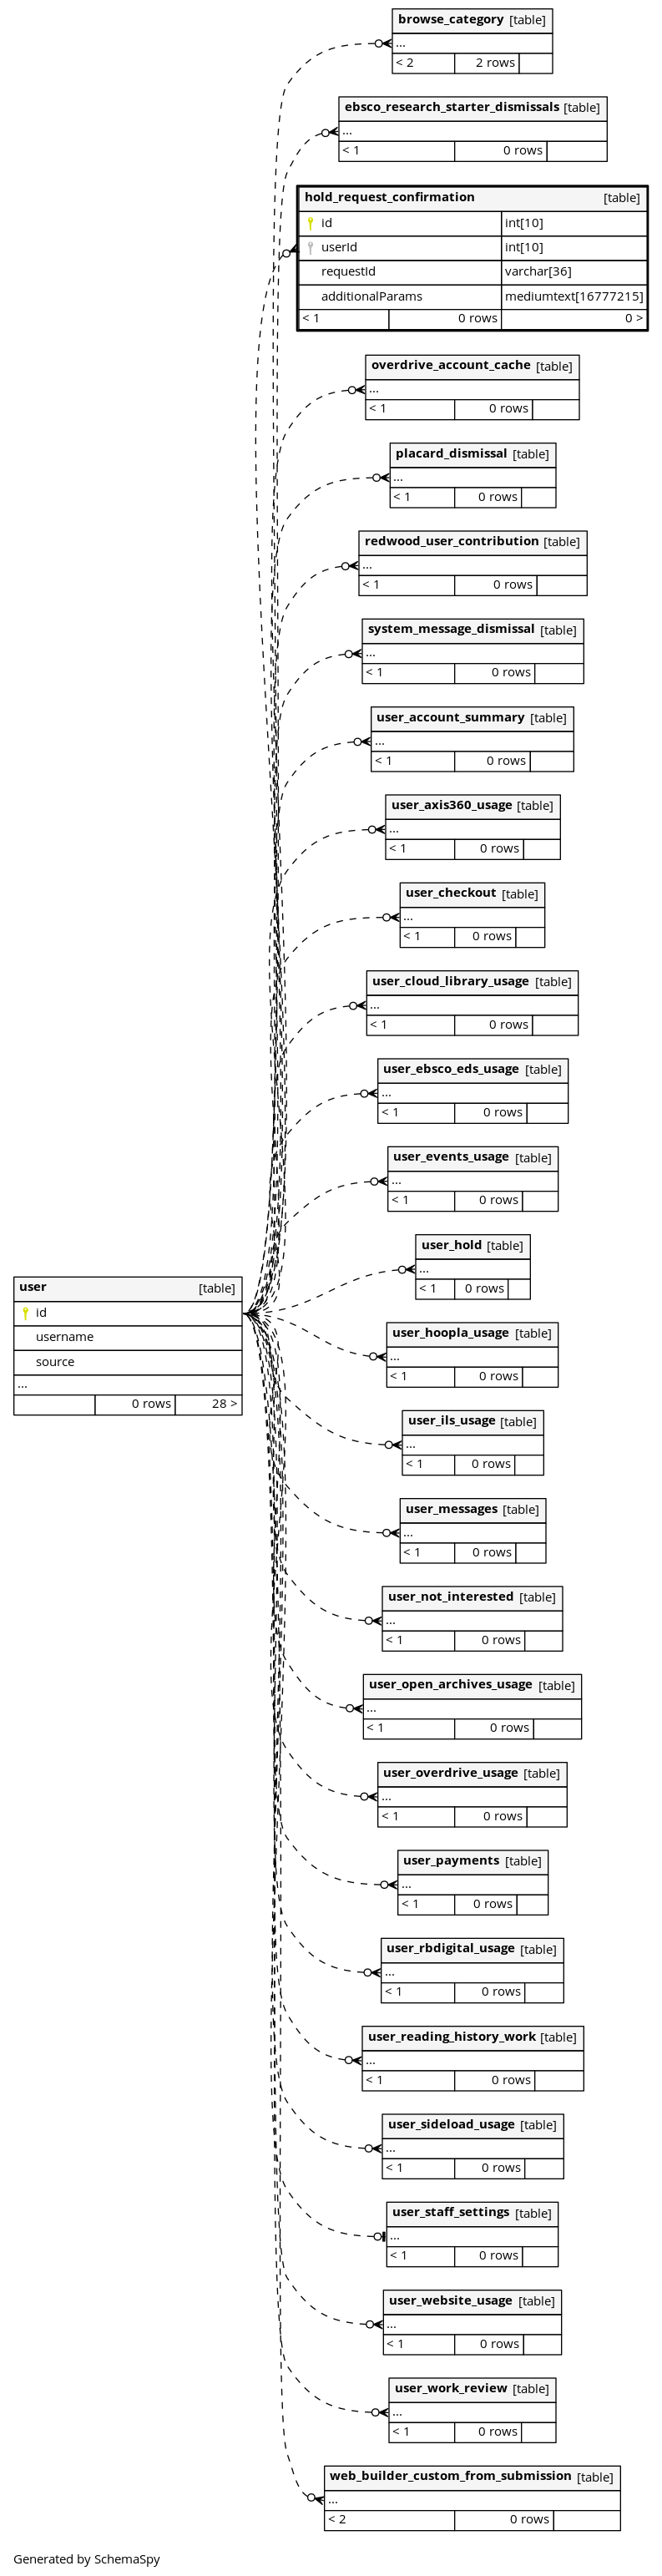 browse_category [table]
...
< 2 2 rows
ebsco_research_starter_dismissals [table]
...
< 1 0 rows
hold_request_confirmation [table]
id int[10]
userId int[10]
requestId varchar[36]
additionalParams mediumtext[16777215]
< 1 0 rows 0 >
overdrive_account_cache [table]
...
< 1 0 rows
placard_dismissal [table]
...
< 1 0 rows
redwood_user_contribution [table]
...
< 1 0 rows
system_message_dismissal [table]
...
< 1 0 rows
user_account_summary [table]
...
< 1 0 rows
user_axis360_usage [table]
...
< 1 0 rows
user_checkout [table]
...
< 1 0 rows
user_cloud_library_usage [table]
...
< 1 0 rows
user_ebsco_eds_usage [table]
...
< 1 0 rows
user_events_usage [table]
...
< 1 0 rows
user_hold [table]
...
< 1 0 rows
user [table]
id
username
source
...
0 rows 28 >
user_hoopla_usage [table]
...
< 1 0 rows
user_ils_usage [table]
...
< 1 0 rows
user_messages [table]
...
< 1 0 rows
user_not_interested [table]
...
< 1 0 rows
user_open_archives_usage [table]
...
< 1 0 rows
user_overdrive_usage [table]
...
< 1 0 rows
user_payments [table]
...
< 1 0 rows
user_rbdigital_usage [table]
...
< 1 0 rows
user_reading_history_work [table]
...
< 1 0 rows
user_sideload_usage [table]
...
< 1 0 rows
user_staff_settings [table]
...
< 1 0 rows
user_website_usage [table]
...
< 1 0 rows
user_work_review [table]
...
< 1 0 rows
web_builder_custom_from_submission [table]
...
< 2 0 rows
Generated by SchemaSpy